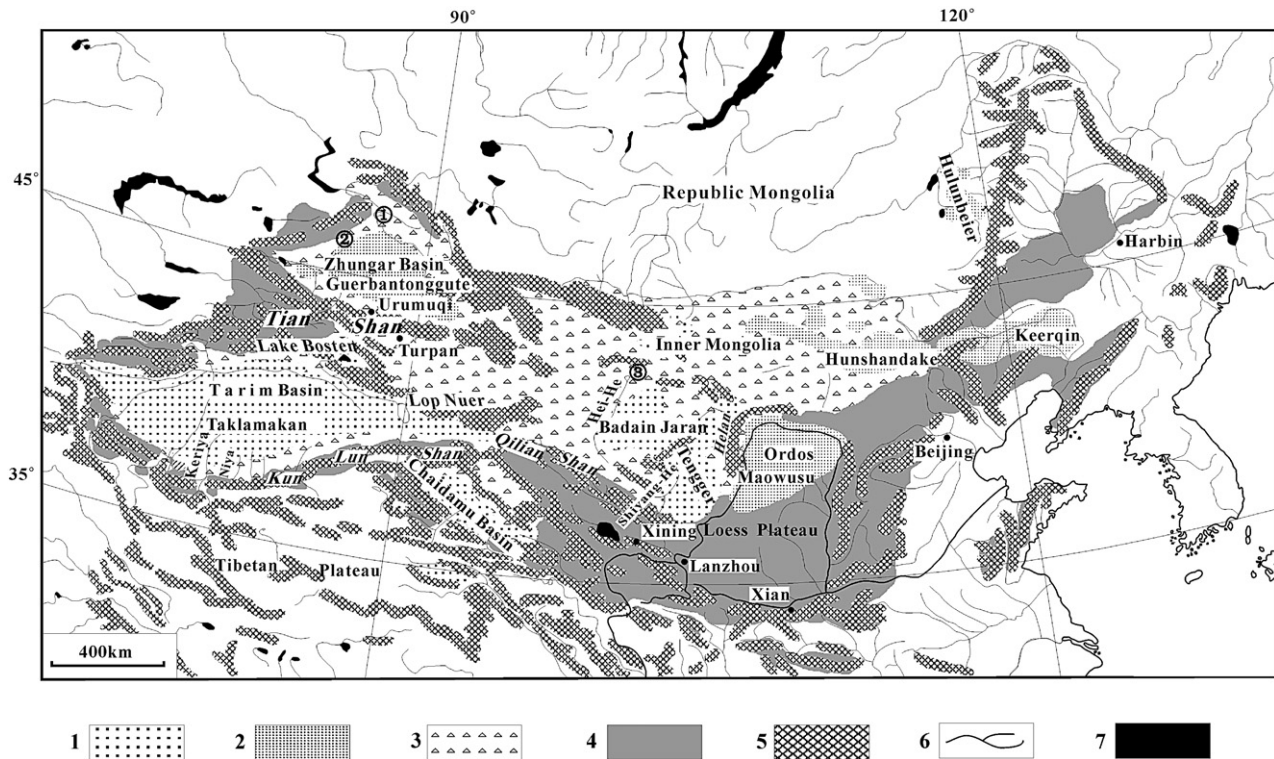 90°
120°
45°
Republic Mongolia
Hulunbeier
①
②
Harbin
Zhungar Basin
Guerbantonggute
Urumuqi
Tian Shan
Turpan
Lake Bosten
Inner Mongolia
Keerqin
Hunshandake
③
Tarim Basin
Hei-He
Lop Nuer
Taklamakan
Badain Jaran
Helan
Beijing
35°
Keriya
Niya
Kun Lun Shan
Qilian Shan
Ordos
Maowusu
Chaidamu Basin
Shiyang-He
Tengger
Xining
Loess Plateau
Lanzhou
Tibetan Plateau
Xian
400km
1 2 3 4 5 6 7